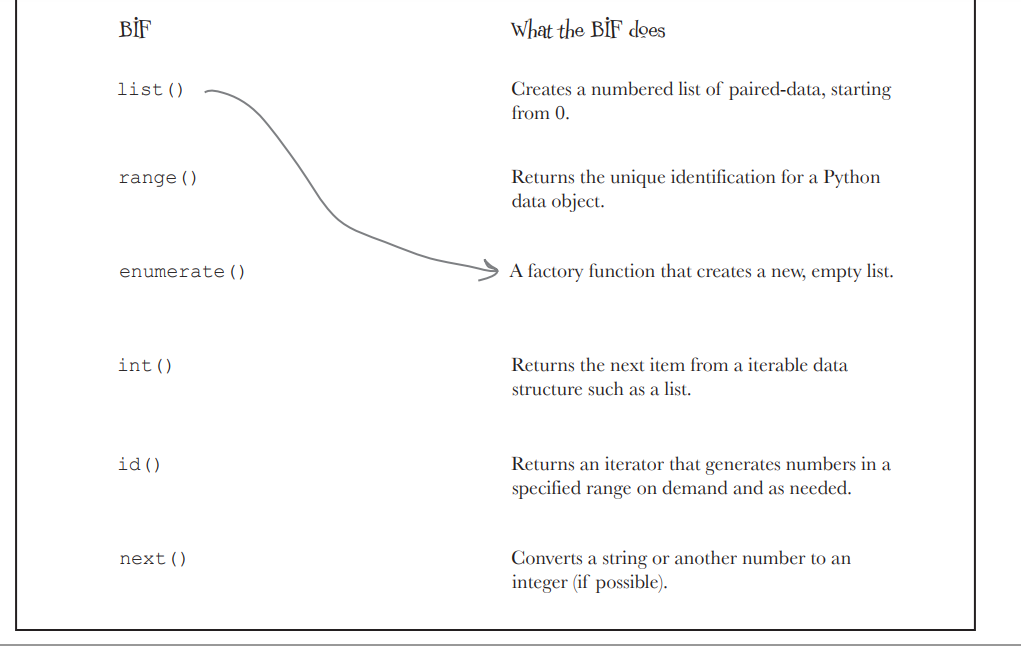 BIF What the BIF does
list() Creates a numbered list of paired-data, starting
from 0.
range() Returns the unique identification for a Python
data object.
enumerate() A factory function that creates a new, empty list.
int() Returns the next item from a iterable data
structure such as a list.
id() Returns an iterator that generates numbers in a
specified range on demand and as needed.
next() Converts a string or another number to an
integer (if possible).